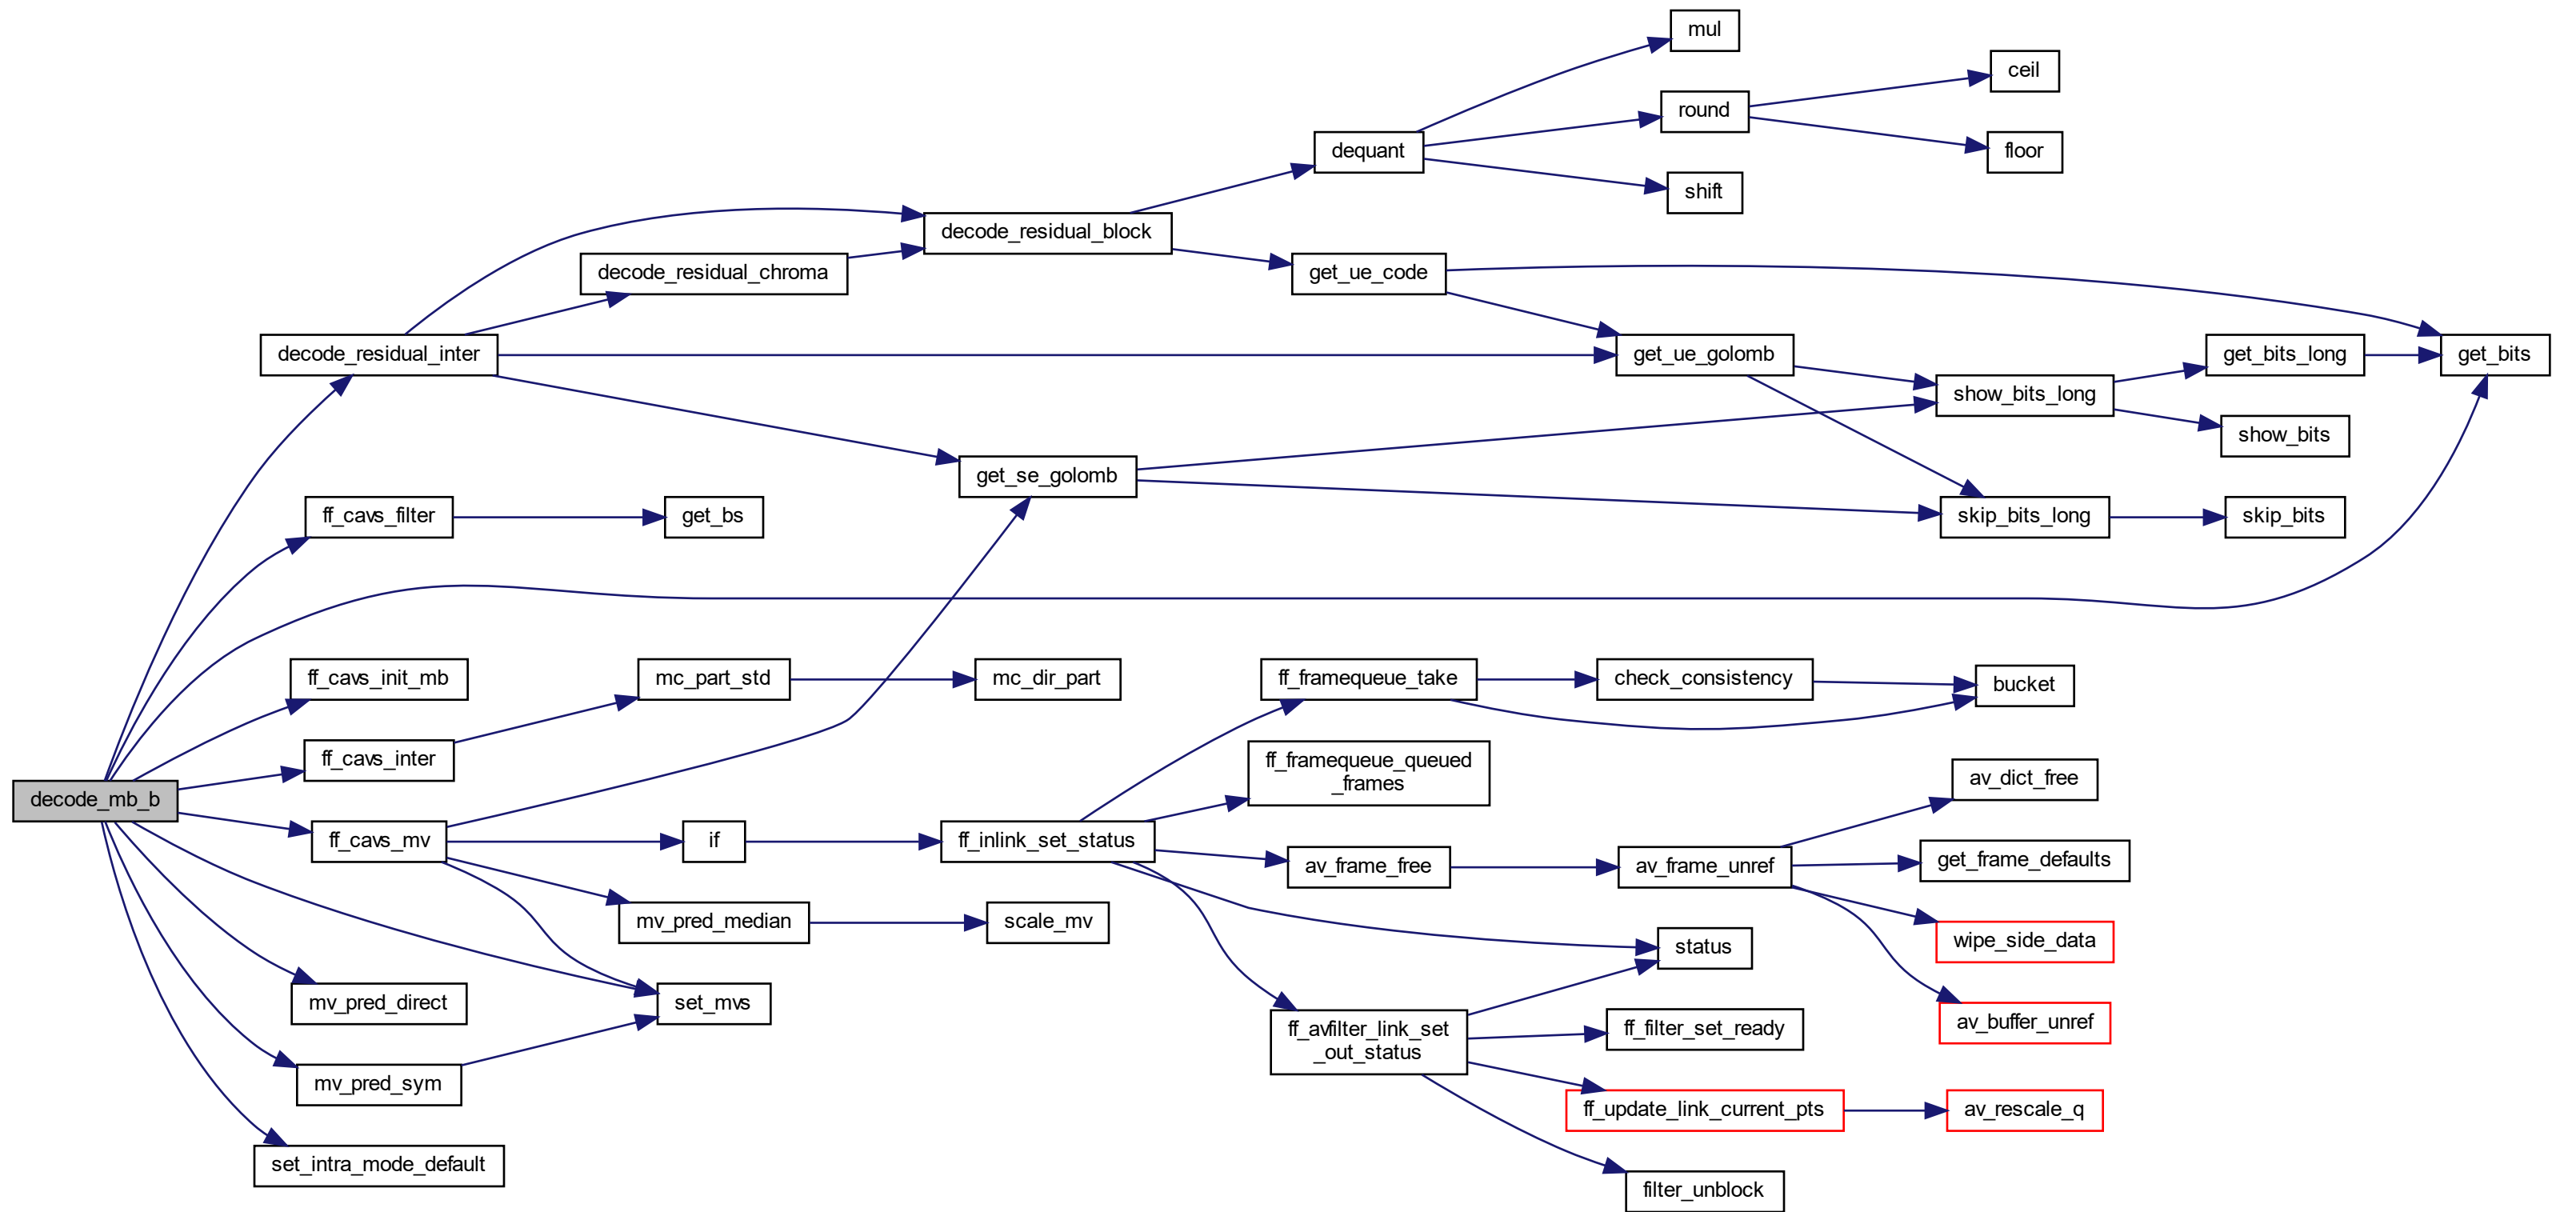 mul
ceil
round
floor
dequant
shift
decode_residual_block
decode_residual_chroma
get_ue_code
decode_residual_inter
get_ue_golomb
get_bits_long
get_bits
show_bits_long
show_bits
get_se_golomb
ff_cavs_filter
get_bs
skip_bits_long
skip_bits
ff_cavs_init_mb
mc_part_std
mc_dir_part
ff_framequeue_take
check_consistency
bucket
ff_cavs_inter
ff_framequeue_queued
_frames
av_dict_free
decode_mb_b
ff_cavs_mv
if
ff_inlink_set_status
av_frame_free
av_frame_unref
get_frame_defaults
mv_pred_median
scale_mv
status
wipe_side_data
mv_pred_direct
set_mvs
ff_avfilter_link_set
_out_status
ff_filter_set_ready
av_buffer_unref
mv_pred_sym
ff_update_link_current_pts
av_rescale_q
set_intra_mode_default
filter_unblock